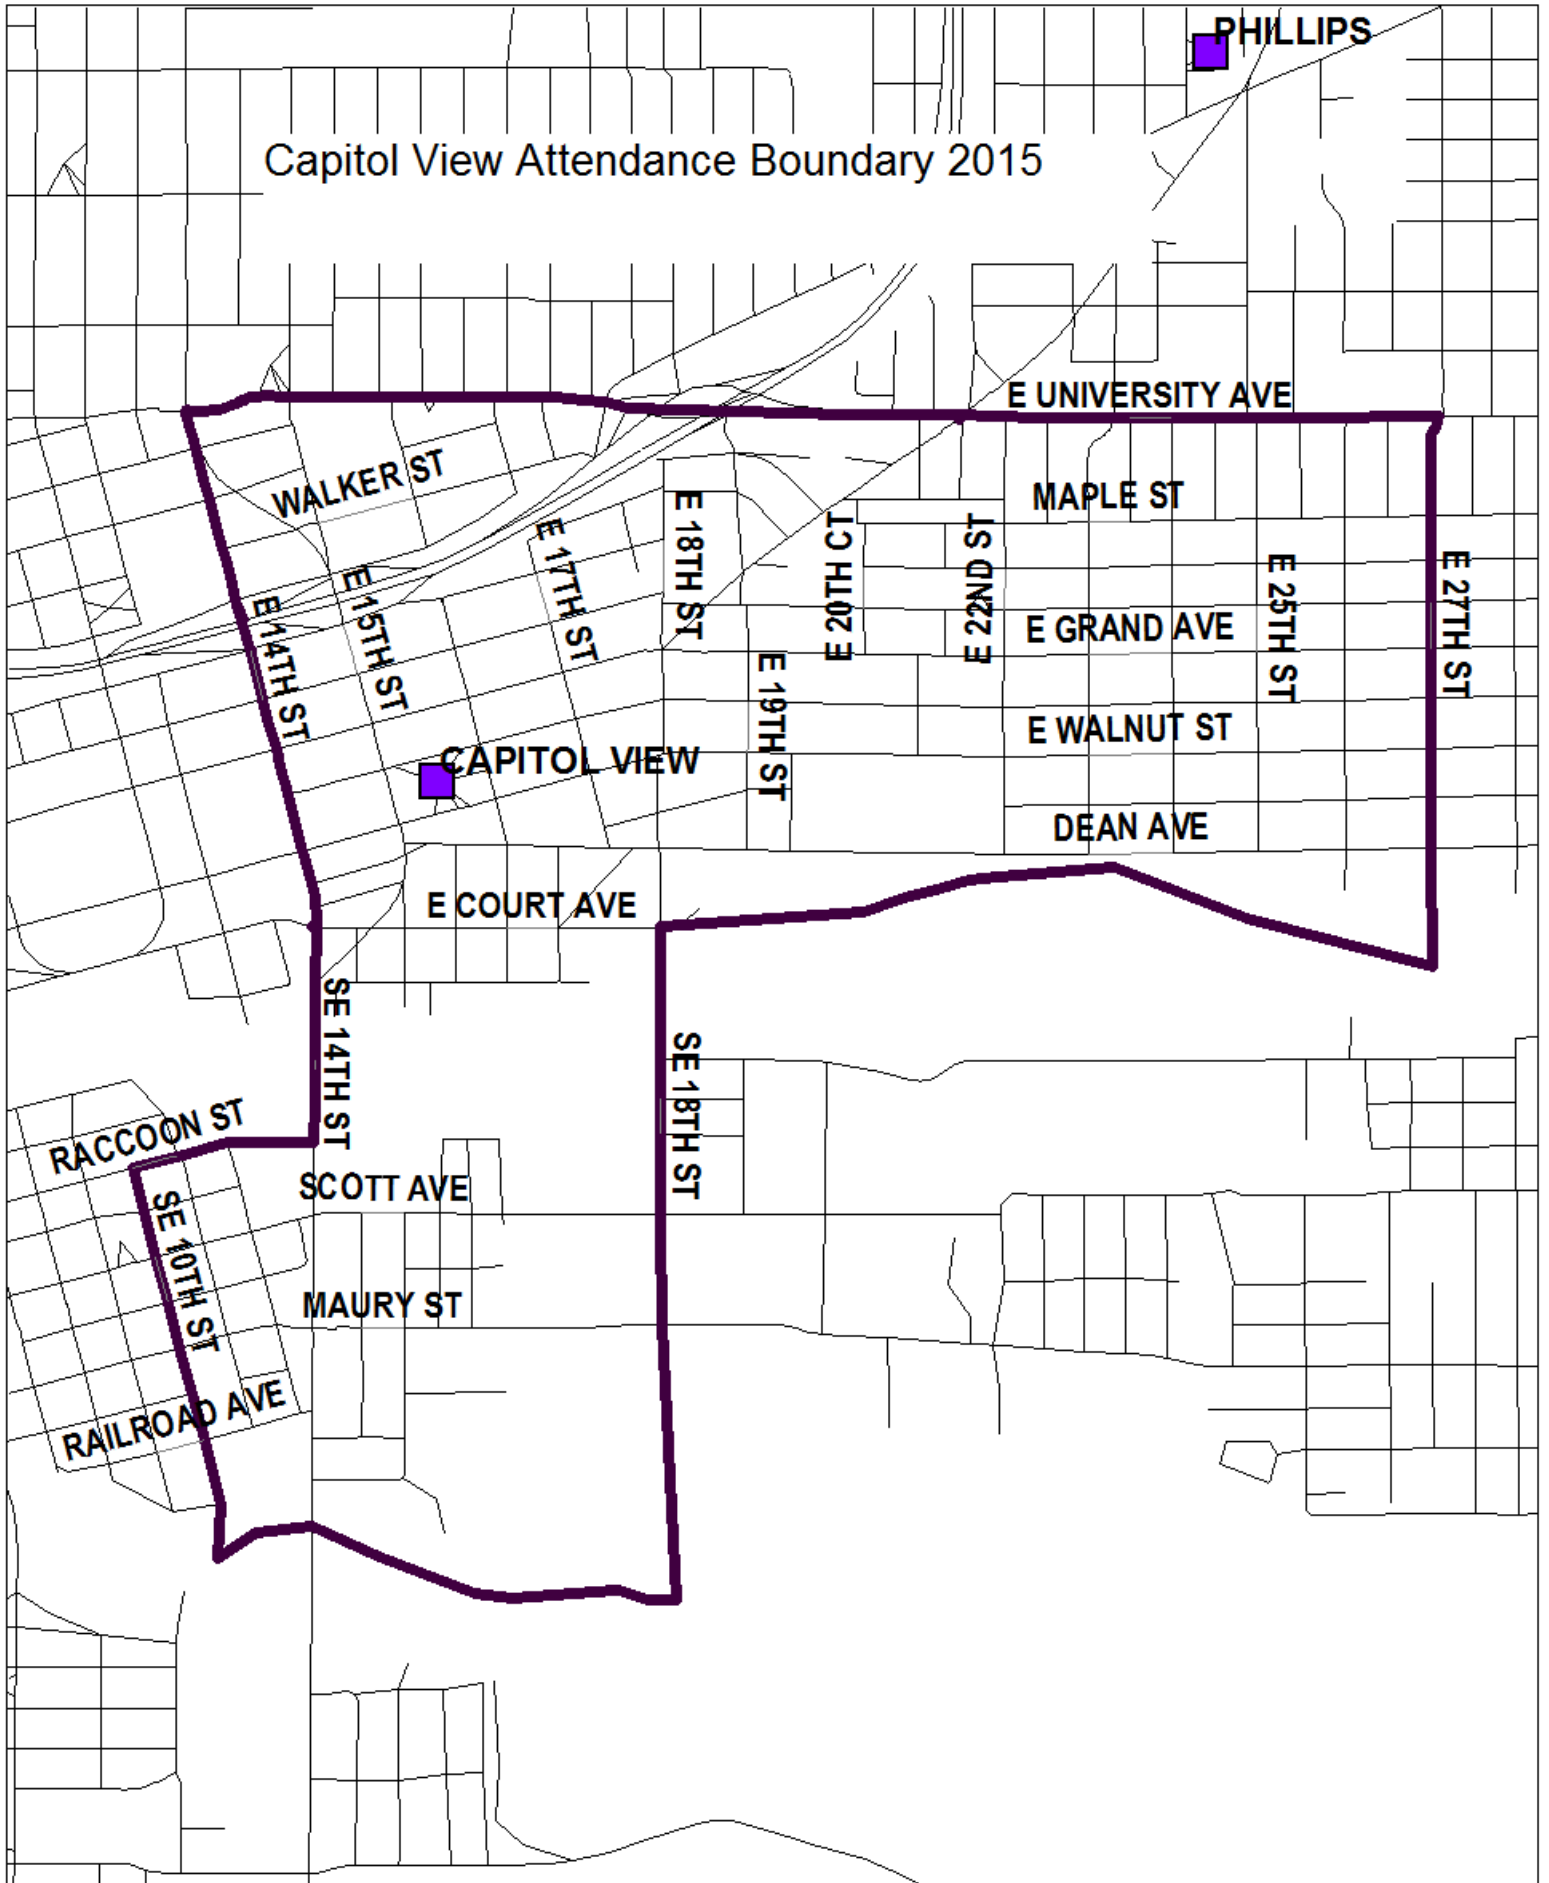 PHILLIPS
Capitol View Attendance Boundary 2015
E UNIVERSITY AVE
WALKER ST
MAPLE ST
E 17TH ST
E 18TH ST
E 20TH CT
E 22ND ST
E 25TH ST
E 27TH ST
E 15TH ST
E 14TH ST
E GRAND AVE
E 19TH ST
E WALNUT ST
CAPITOL VIEW
DEAN AVE
E COURT AVE
SE 14TH ST
SE 18TH ST
RACCOON ST
SCOTT AVE
SE 10TH ST
MAURY ST
RAILROAD AVE